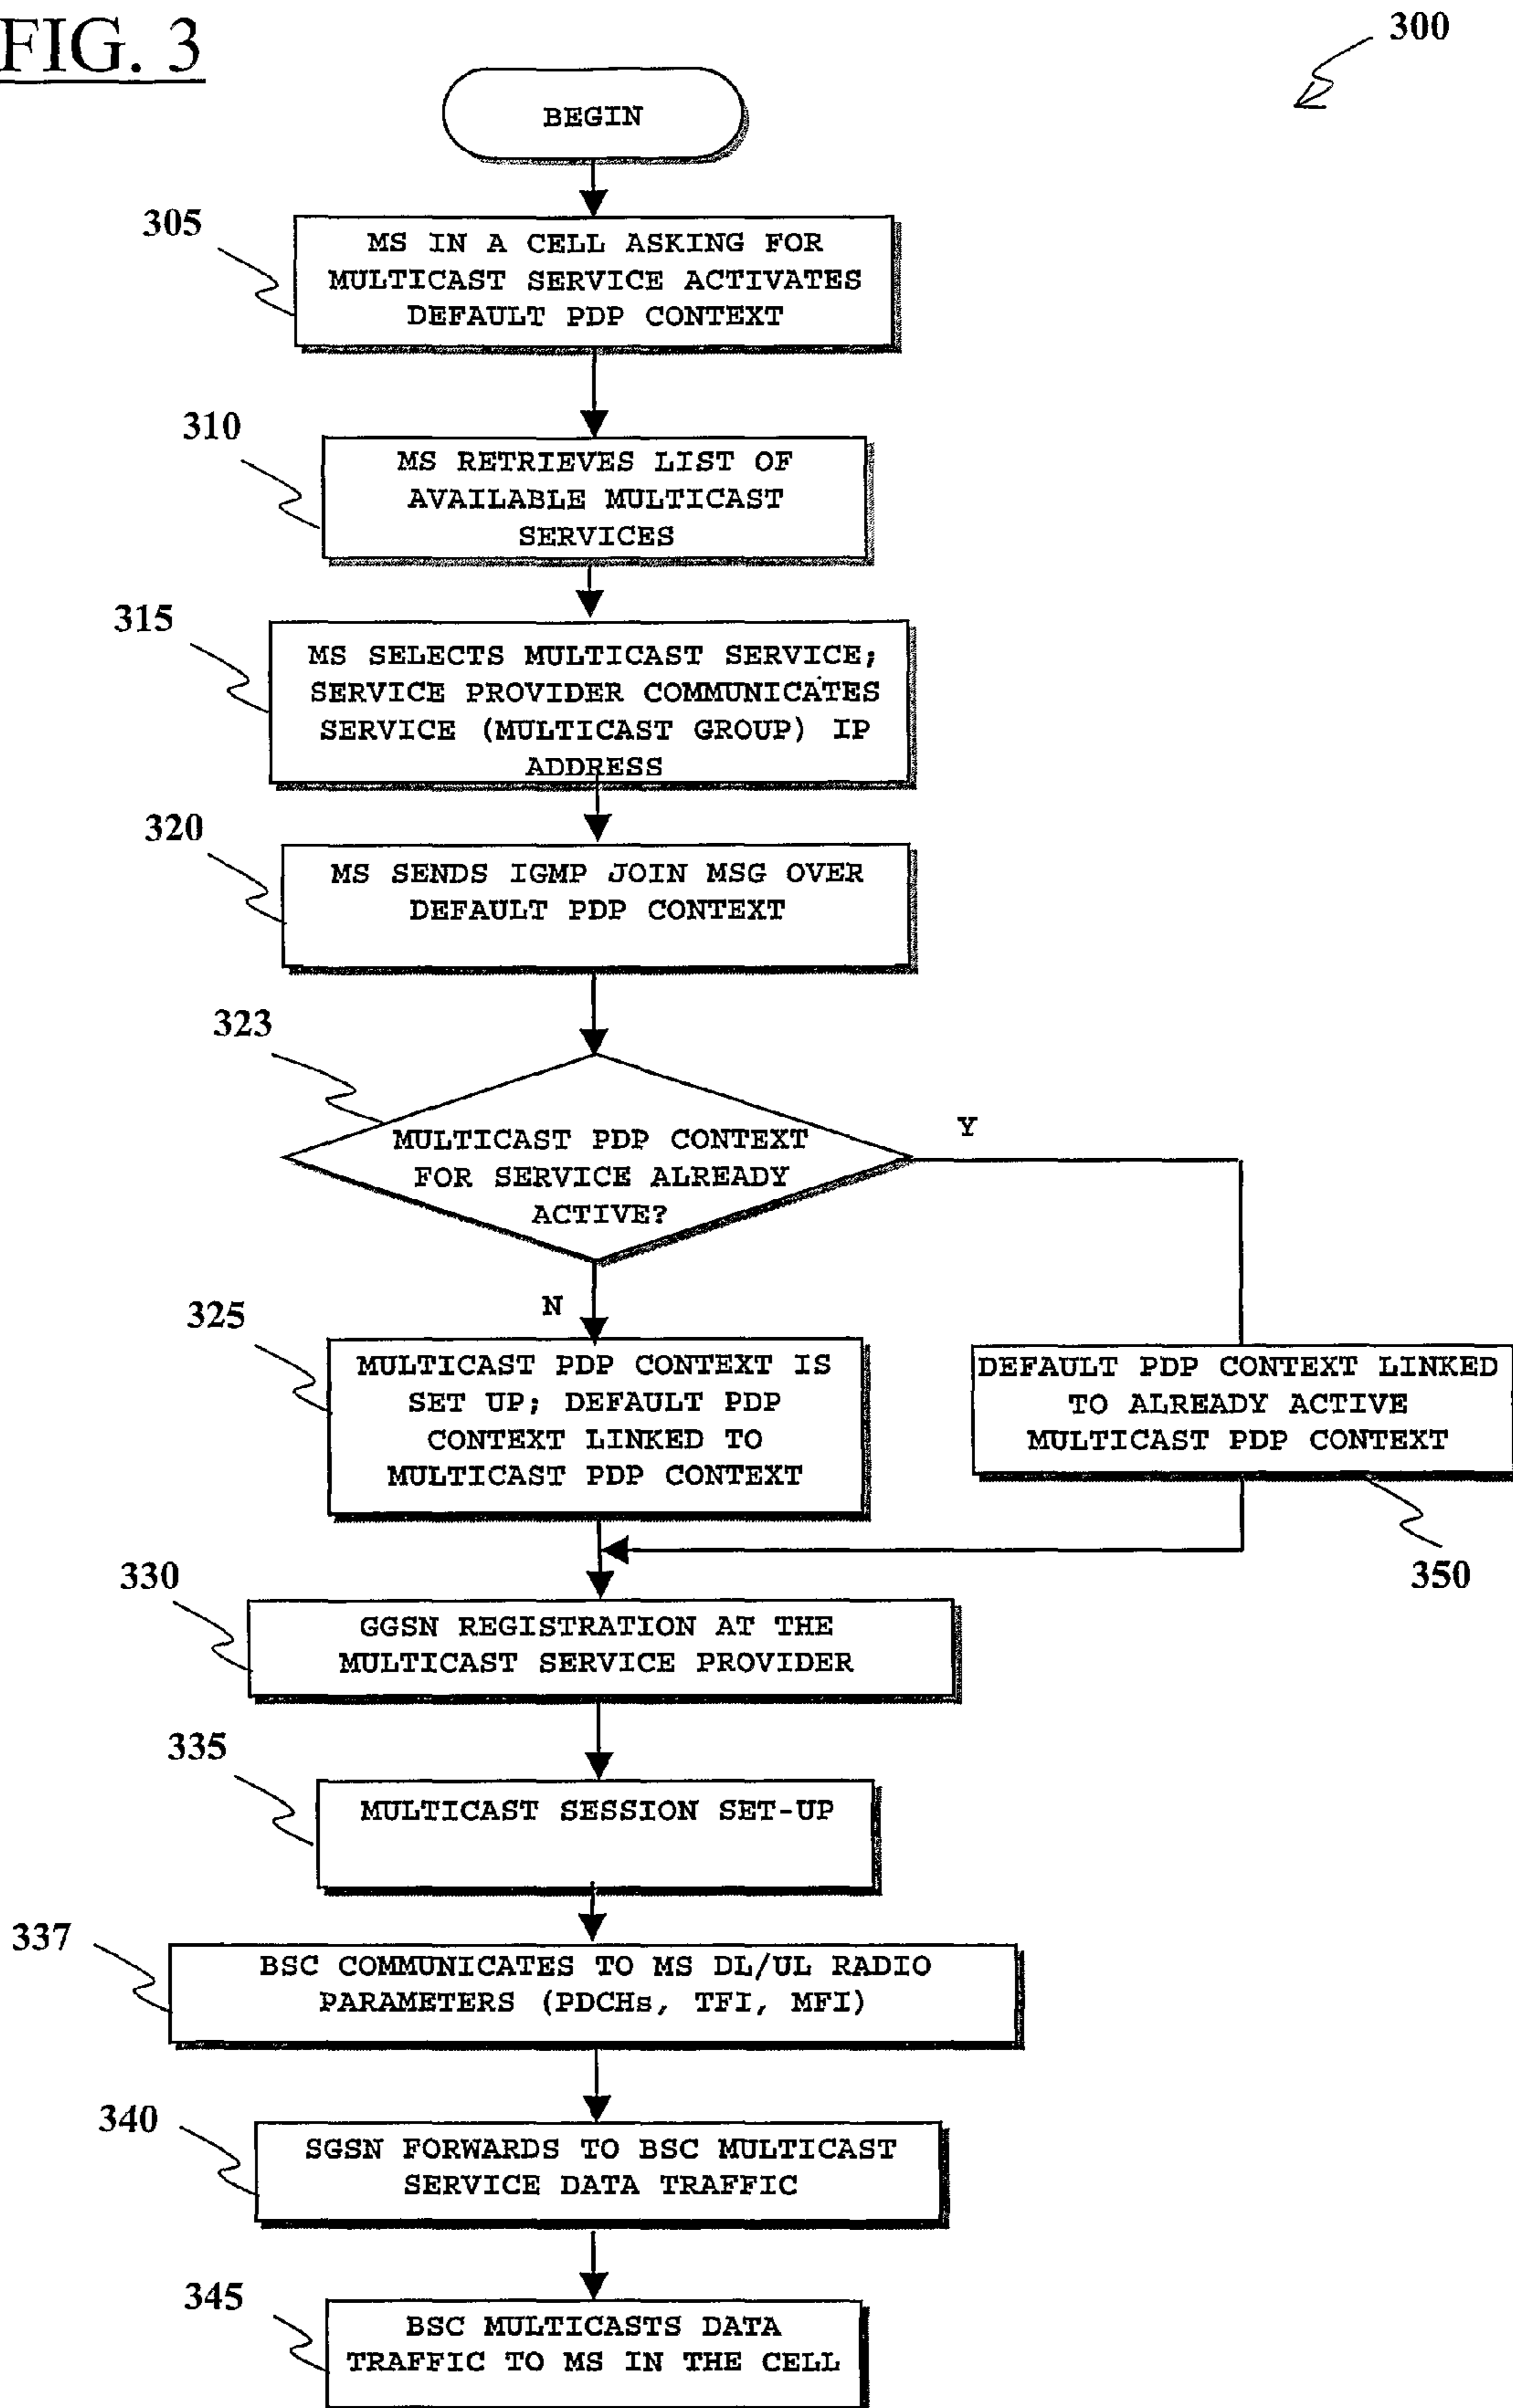 FIG. 3
300
BEGIN
305
MS IN A CELL ASKING FOR
MULTICAST SERVICE ACTIVATES
DEFAULT PDP CONTEXT
310
MS RETRIEVES LIST OF
AVAILABLE MULTICAST
SERVICES
315
MS SELECTS MULTICAST SERVICE;
SERVICE PROVIDER COMMUNICATES
SERVICE (MULTICAST GROUP) IP
ADDRESS
320
MS SENDS IGMP JOIN MSG OVER
DEFAULT PDP CONTEXT
323
MULTICAST PDP CONTEXT
FOR SERVICE ALREADY
ACTIVE?
Y
N
325
MULTICAST PDP CONTEXT IS
SET UP; DEFAULT PDP
CONTEXT LINKED TO
MULTICAST PDP CONTEXT
DEFAULT PDP CONTEXT LINKED
TO ALREADY ACTIVE
MULTICAST PDP CONTEXT
350
330
GGSN REGISTRATION AT THE
MULTICAST SERVICE PROVIDER
335
MULTICAST SESSION SET-UP
337
BSC COMMUNICATES TO MS DL/UL RADIO
PARAMETERS (PDCHs, TFI, MFI)
340
SGSN FORWARDS TO BSC MULTICAST
SERVICE DATA TRAFFIC
345
BSC MULTICASTS DATA
TRAFFIC TO MS IN THE CELL